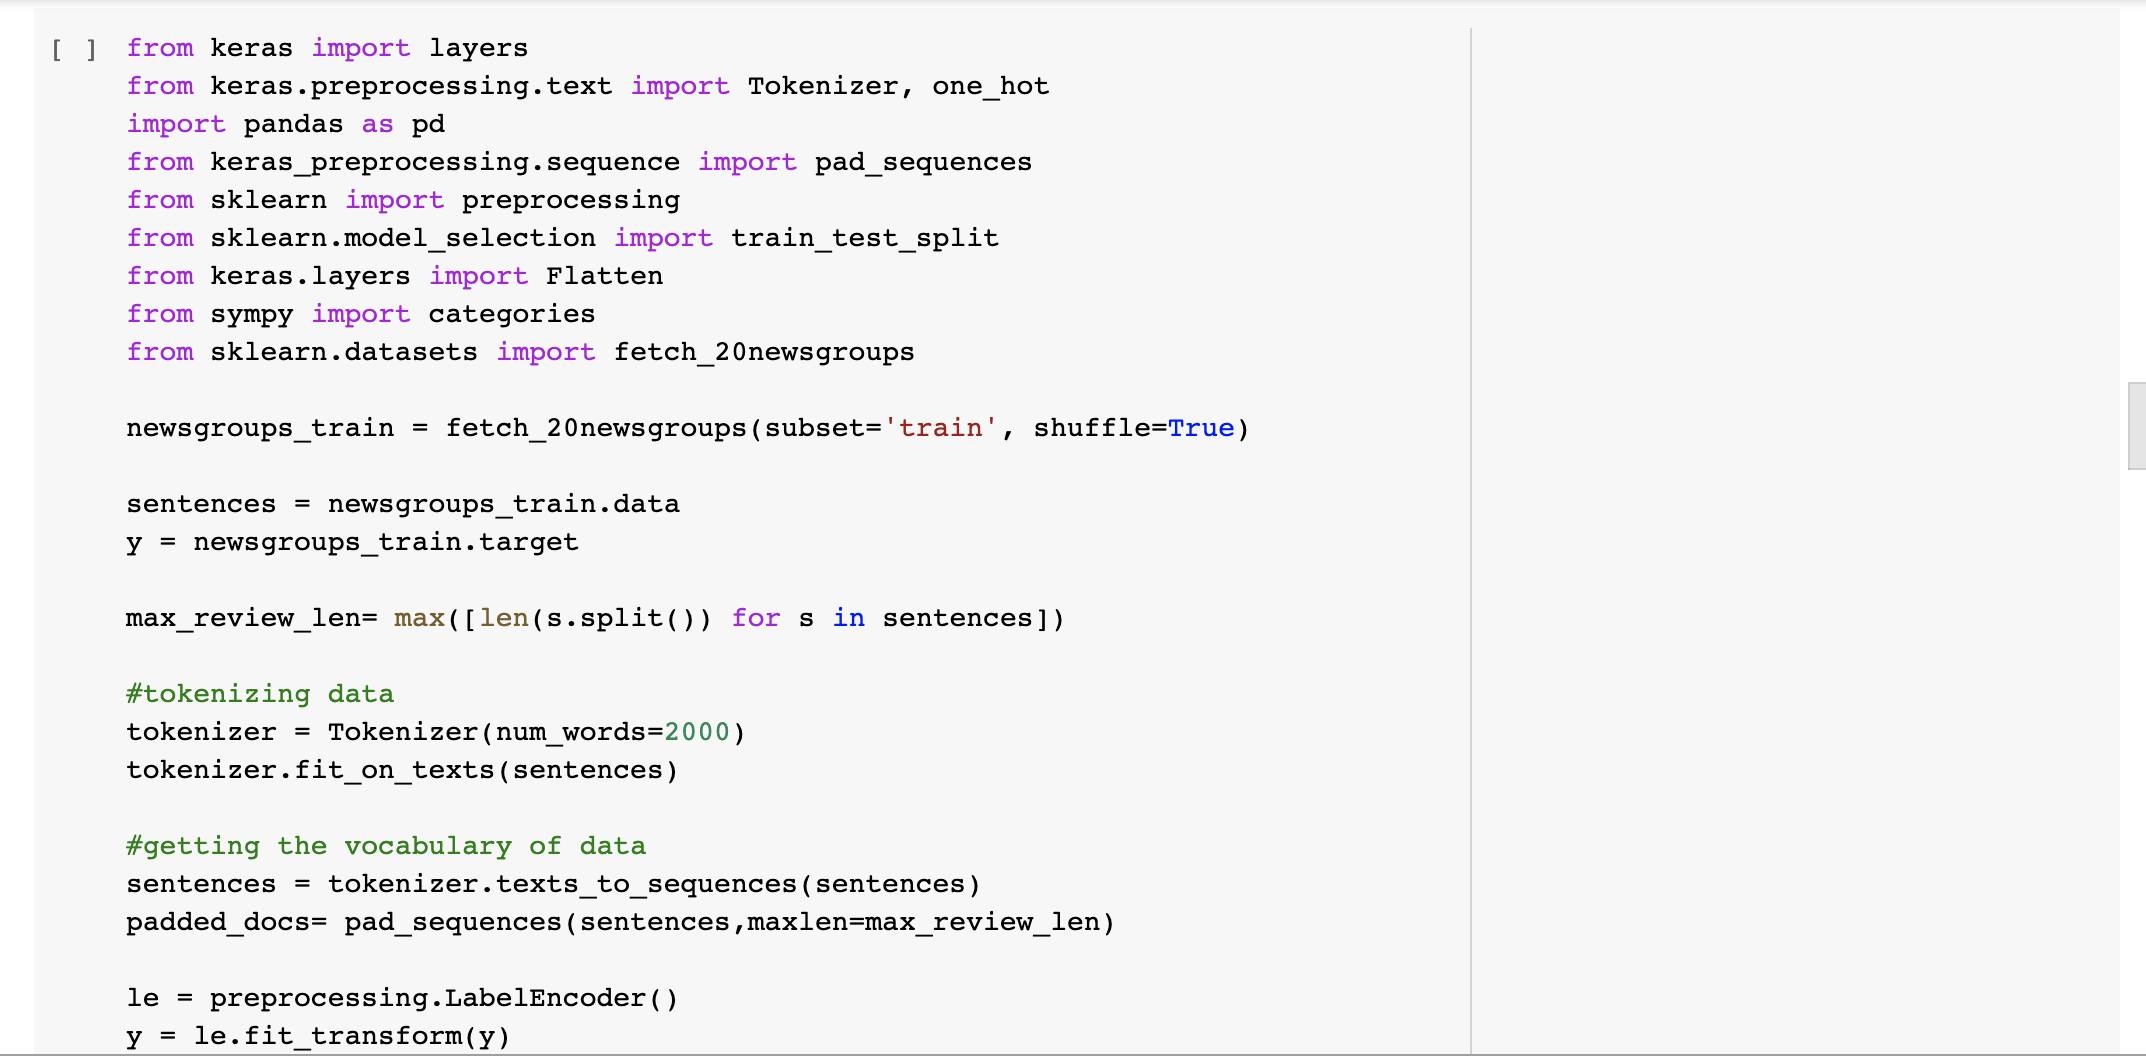 [ ] from keras import layers
from keras.preprocessing.text import Tokenizer, one_hot
import pandas as pd
from keras_preprocessing.sequence import pad_sequences
from sklearn import preprocessing
from sklearn.model_selection import train_test_split
from keras.layers import Flatten
from sympy import categories
from sklearn.datasets import fetch_20newsgroups
newsgroups_train = fetch_20newsgroups(subset='train', shuffle=True)
sentences = newsgroups_train.data
y = newsgroups_train.target
max_review_len= max([len(s.split()) for s in sentences])
#tokenizing data
tokenizer = Tokenizer(num_words=2000)
tokenizer.fit_on_texts(sentences)
#getting the vocabulary of data
sentences = tokenizer.texts_to_sequences(sentences)
padded_docs= pad_sequences(sentences,maxlen=max_review_len)
le = preprocessing.LabelEncoder()
y = le.fit_transform(y)